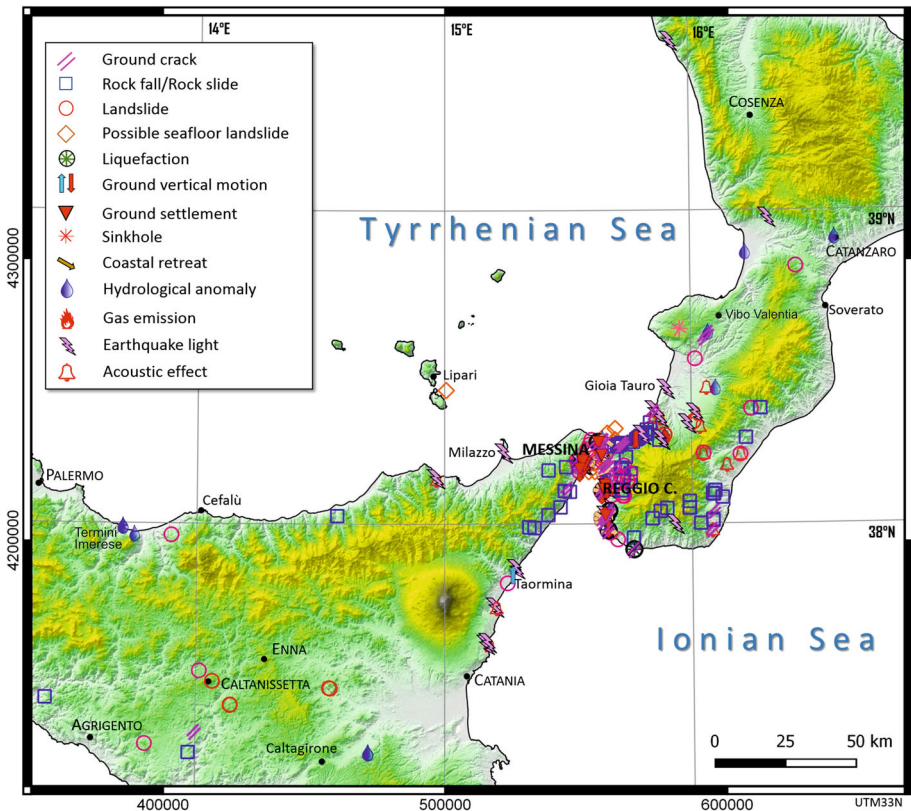 14°E
15°E
16°E
Ground crack
Rock fall/Rock slide
Landslide
Possible seafloor landslide
Liquefaction
Ground vertical motion
Ground settlement
Sinkhole
Coastal retreat
Hydrological anomaly
Gas emission
Earthquake light
Acoustic effect
COSENZA
Tyrrhenian Sea
39°N
4300000
CATANZARO
Soverato
Vibo Valentia
Lipari
Gioia Tauro
Milazzo
MESSINA
REGGIO C.
PALERMO
Cefalù
Termini
Imerese
38°N
4200000
Taormina
Ionian Sea
ENNA
CALTANISSETTA
CATANIA
AGRIGENTO
Caltagirone
0 25 50 km
400000
500000
600000
UTM33N